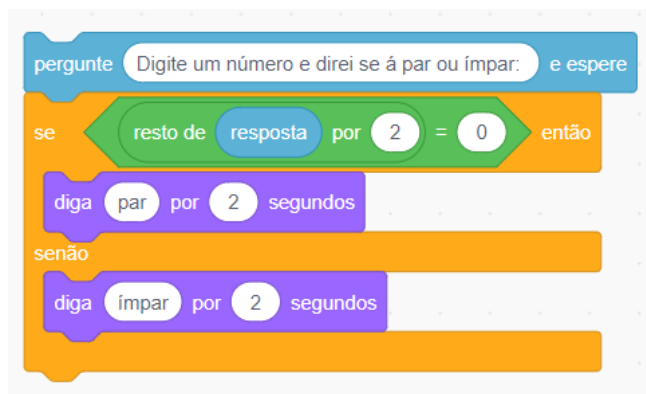 pergunte Digite um número e direi se á par ou ímpar: e espere
se resto de resposta por 2 = 0 então
diga par por 2 segundos
senão
diga ímpar por 2 segundos